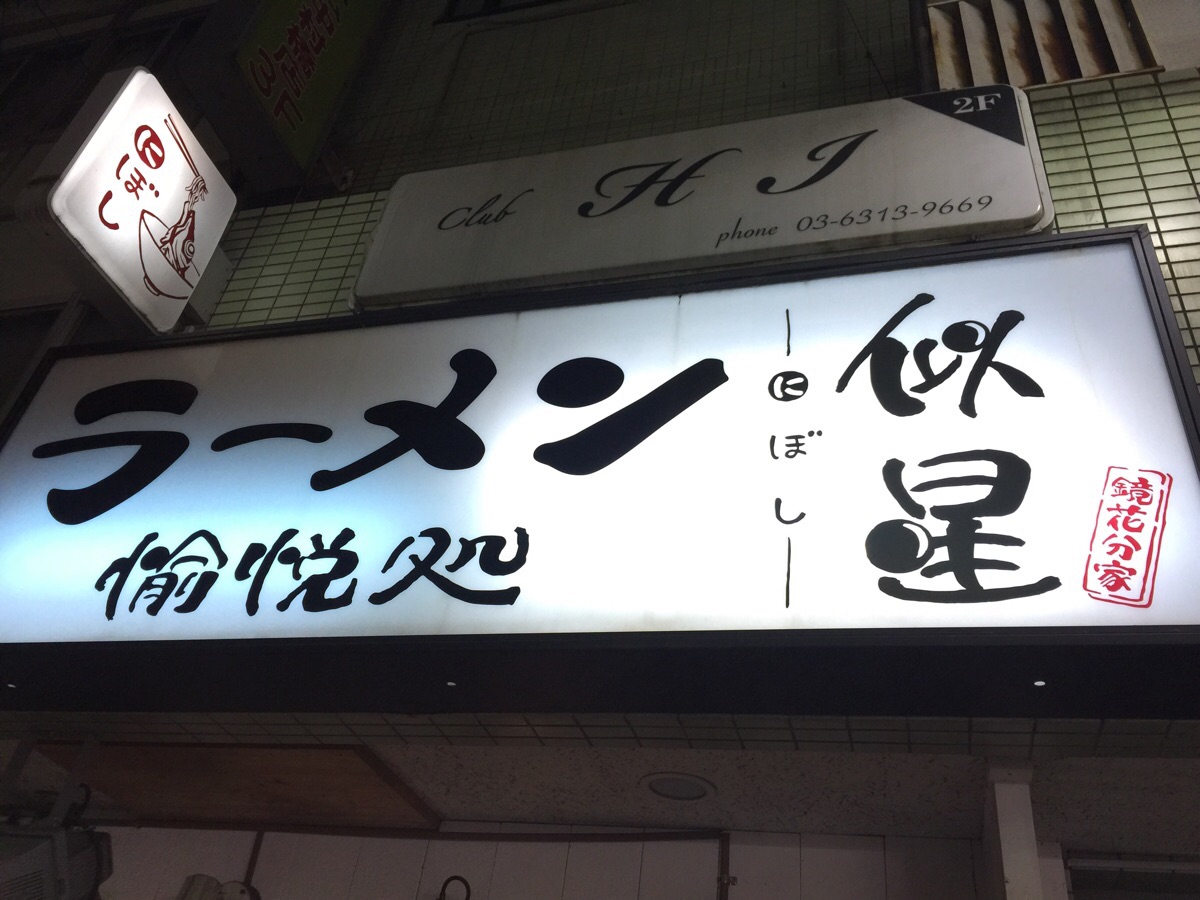 にぼし
2F
Club H J
phone 03-6313-9669
ラーメン
愉悦処
にぼし
似星
鏡花分家